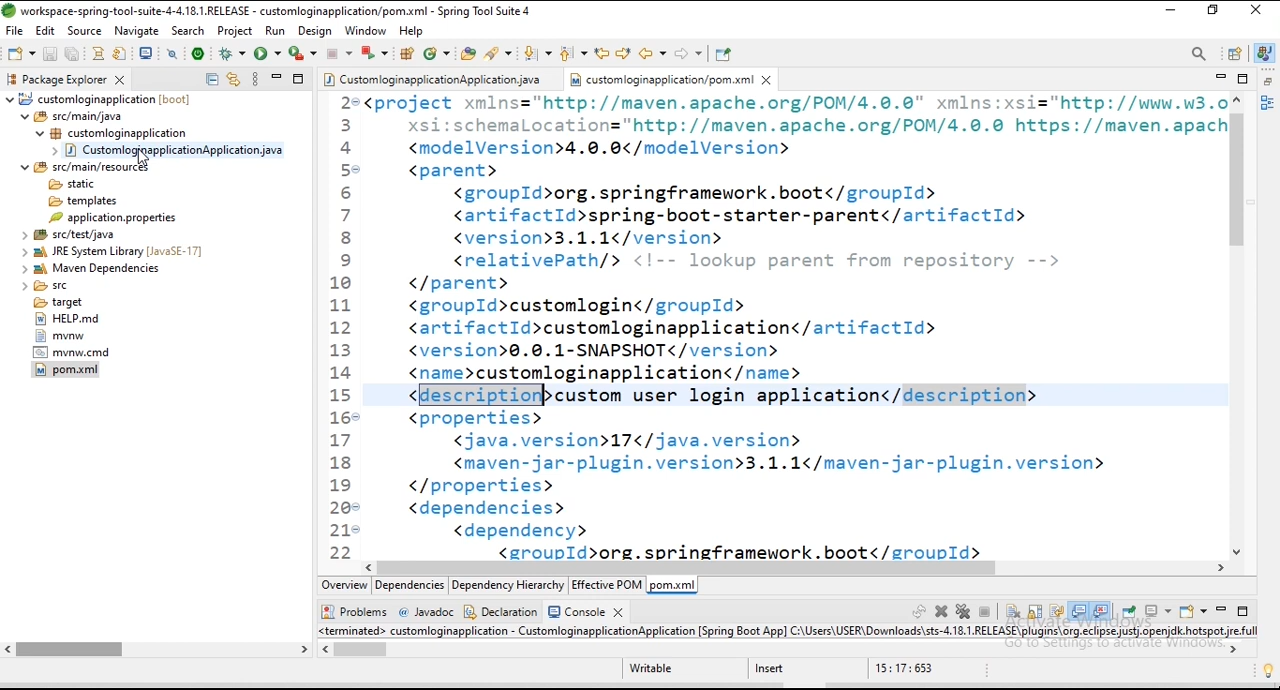 workspace-spring-tool-suite-4-4.18.1.RELEASE - customloginapplication/pom.xml - Spring Tool Suite 4
File Edit Source Navigate Search Project Run Design Window Help
Package Explorer
customloginapplication [boot]
src/main/java
customloginapplication
CustomloginapplicationApplication.java
src/main/resources
static
templates
application.properties
src/test/java
JRE System Library [JavaSE-17]
Maven Dependencies
src
target
HELP.md
mvnw
mvnw.cmd
pom.xml
CustomloginapplicationApplication.java customloginapplication/pom.xml
2 <project xmlns="http://maven.apache.org/POM/4.0.0" xmlns:xsi="http://www.w3.o
3 xsi:schemaLocation="http://maven.apache.org/POM/4.0.0 https://maven.apach
4 <modelVersion>4.0.0</modelVersion>
5 <parent>
6 <groupId>org.springframework.boot</groupId>
7 <artifactId>spring-boot-starter-parent</artifactId>
8 <version>3.1.1</version>
9 <relativePath/> <!-- lookup parent from repository -->
10 </parent>
11 <groupId>customlogin</groupId>
12 <artifactId>customloginapplication</artifactId>
13 <version>0.0.1-SNAPSHOT</version>
14 <name>customloginapplication</name>
15 <description>custom user login application</description>
16 <properties>
17 <java.version>17</java.version>
18 <maven-jar-plugin.version>3.1.1</maven-jar-plugin.version>
19 </properties>
20 <dependencies>
21 <dependency>
22 <groupId>org.springframework.boot</groupId>
Overview Dependencies Dependency Hierarchy Effective POM pom.xml
Problems @ Javadoc Declaration Console
<terminated> customloginapplication - CustomloginapplicationApplication [Spring Boot App] C:\Users\USER\Downloads\sts-4.18.1.RELEASE\plugins\org.eclipse.justj.openjdk.hotspot.jre.full
Activate Windows
Go to Settings to activate Windows.
Writable Insert 15 : 17 : 653